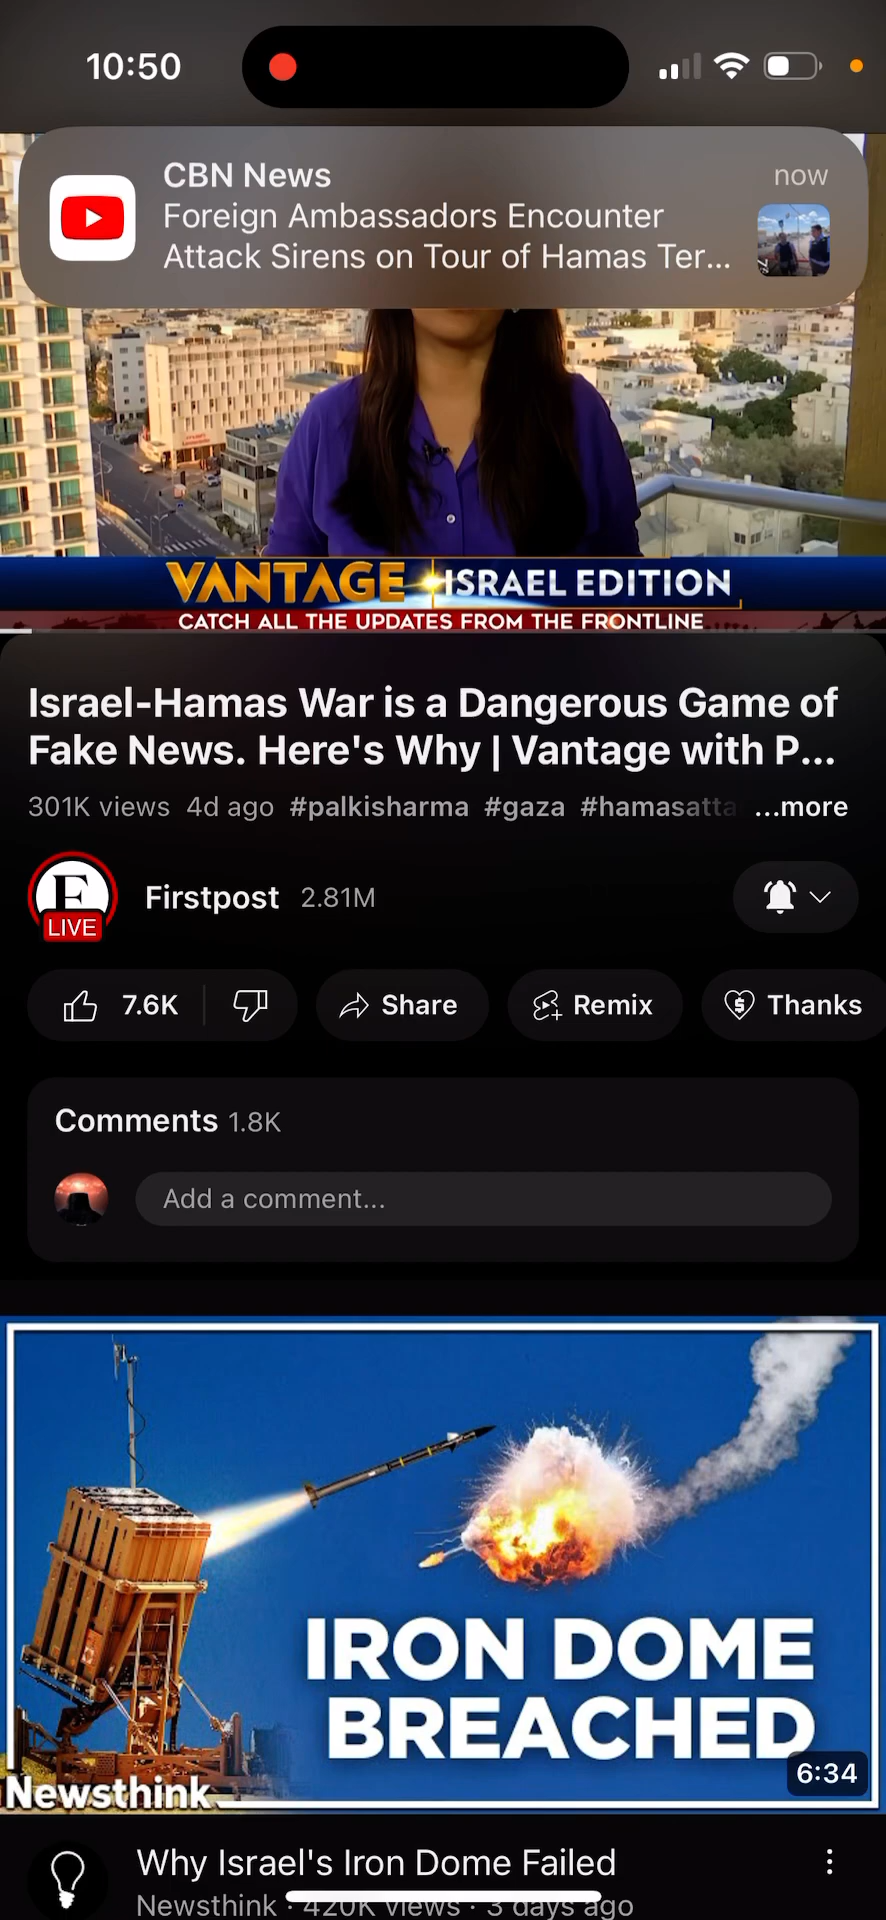 10:50
CBN News
now
Foreign Ambassadors Encounter
Attack Sirens on Tour of Hamas Ter...
VANTAGE ISRAEL EDITION
CATCH ALL THE UPDATES FROM THE FRONTLINE
Israel-Hamas War is a Dangerous Game of
Fake News. Here's Why | Vantage with P...
301K views 4d ago #palkisharma #gaza #hamasatta ...more
F
LIVE
Firstpost 2.81M
7.6K
Share
Remix
Thanks
Comments 1.8K
Add a comment...
IRON DOME
BREACHED
6:34
Newsthink
Why Israel's Iron Dome Failed
Newsthink · 420K views · 3 days ago